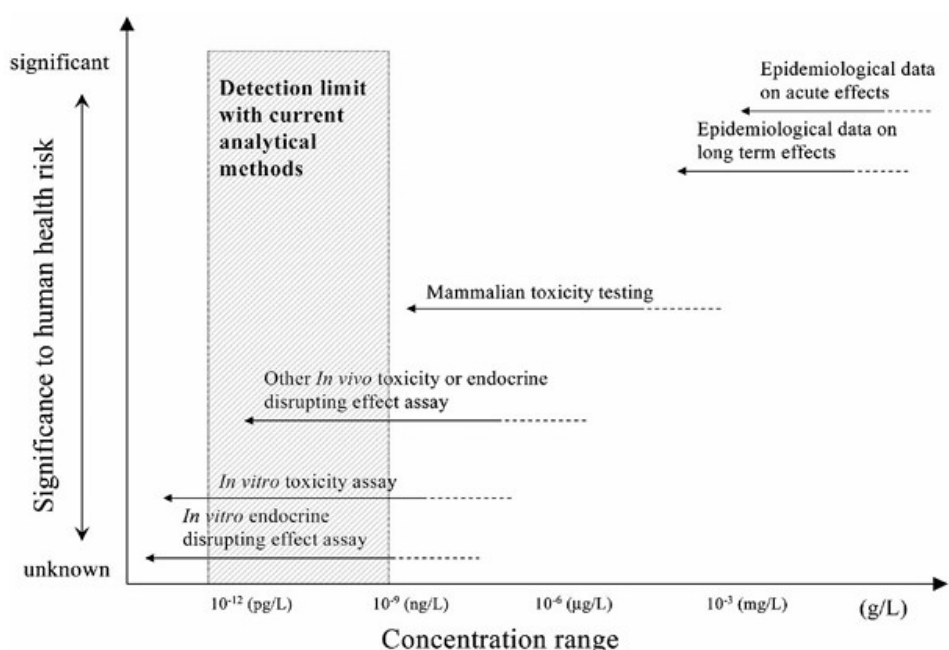 significant
Detection limit
with current
analytical
methods
Epidemiological data
on acute effects
Epidemiological data on
long term effects
Significance to human health risk
Mammalian toxicity testing
Other In vivo toxicity or endocrine
disrupting effect assay
In vitro toxicity assay
In vitro endocrine
disrupting effect assay
unknown
10⁻¹² (pg/L) 10⁻⁹ (ng/L) 10⁻⁶ (μg/L) 10⁻³ (mg/L) (g/L)
Concentration range